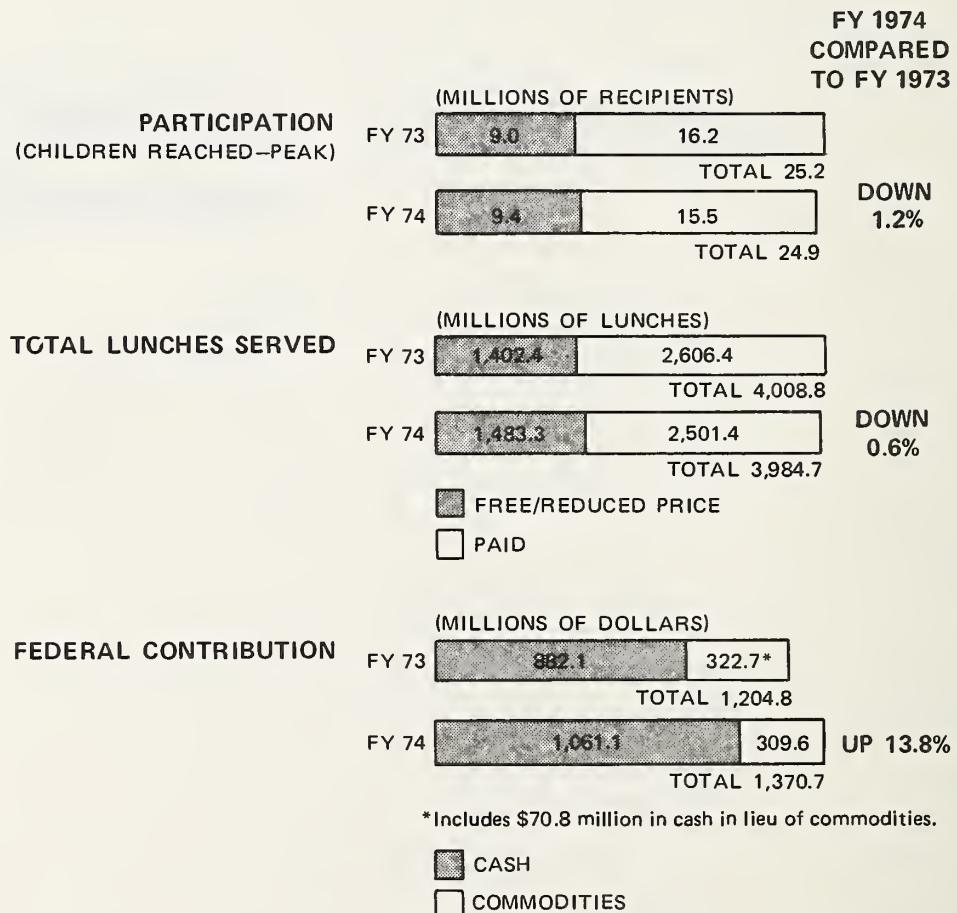 FY 1974
COMPARED
TO FY 1973
(MILLIONS OF RECIPIENTS)
PARTICIPATION
(CHILDREN REACHED—PEAK)
FY 73 9.0 16.2
TOTAL 25.2
FY 74 9.4 15.5
DOWN
1.2%
TOTAL 24.9
(MILLIONS OF LUNCHES)
TOTAL LUNCHES SERVED
FY 73 1,402.4 2,606.4
TOTAL 4,008.8
FY 74 1,483.3 2,501.4
DOWN
0.6%
TOTAL 3,984.7
FREE/REDUCED PRICE
PAID
(MILLIONS OF DOLLARS)
FEDERAL CONTRIBUTION
FY 73 882.1 322.7*
TOTAL 1,204.8
FY 74 1,061.1 309.6 UP 13.8%
TOTAL 1,370.7
*Includes $70.8 million in cash in lieu of commodities.
CASH
COMMODITIES